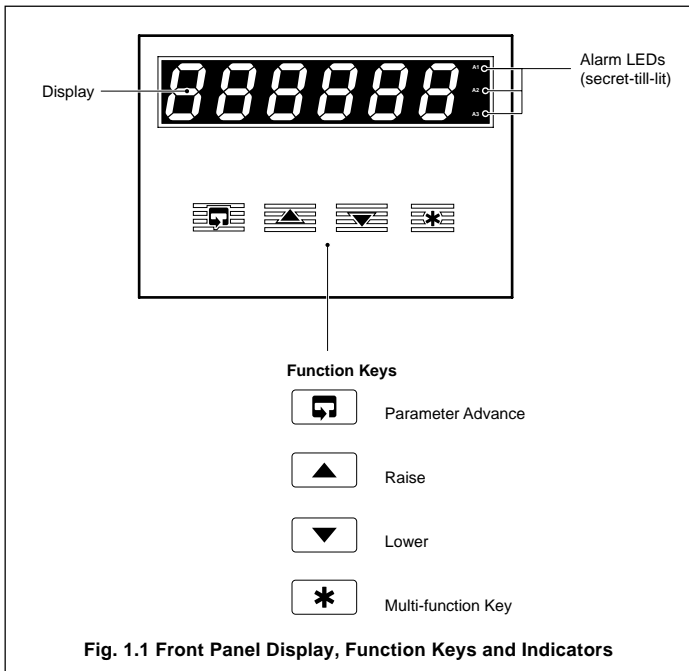 888888
A1
A2
A3
Display
Alarm LEDs
(secret-till-lit)
Function Keys
Parameter Advance
Raise
Lower
Multi-function Key
Fig. 1.1 Front Panel Display, Function Keys and Indicators